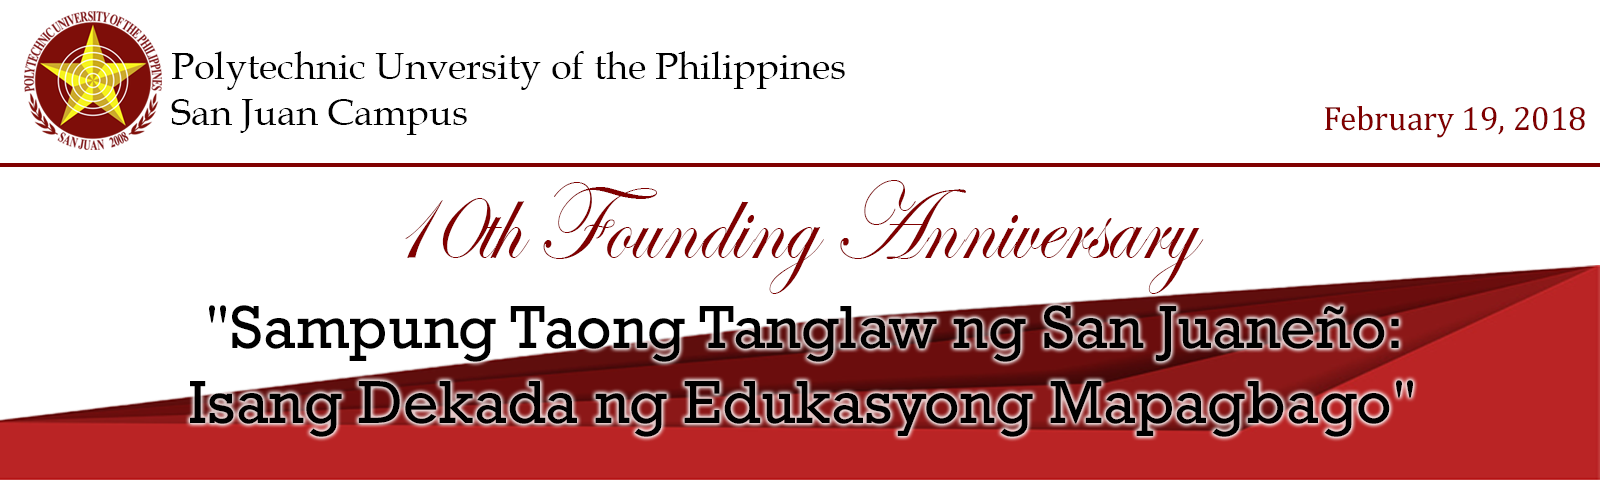 POLYTECHNIC UNIVERSITY OF THE PHILIPPINES
SAN JUAN 2008
Polytechnic Unversity of the Philippines
San Juan Campus
February 19, 2018
10th Founding Anniversary
"Sampung Taong Tanglaw ng San Juaneño:
Isang Dekada ng Edukasyong Mapagbago"